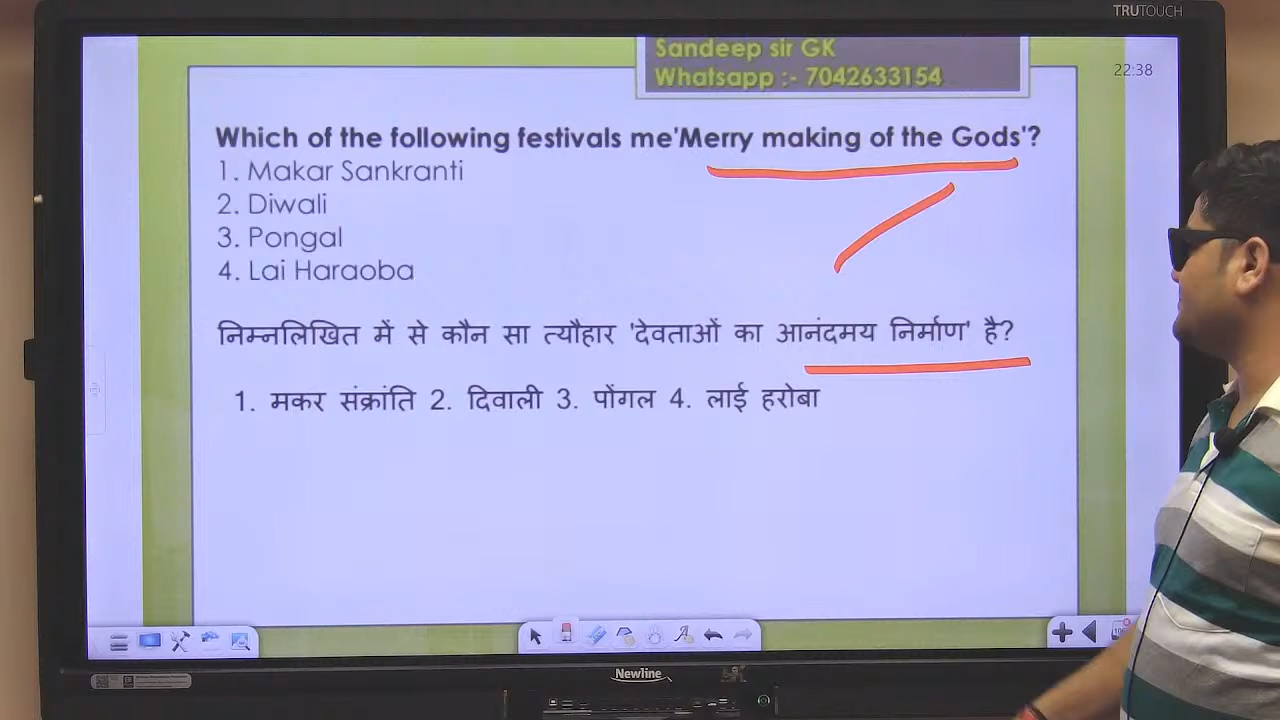 TRUTOUCH
Sandeep sir GK
Whatsapp :- 7042633154
22:38
Which of the following festivals me'Merry making of the Gods'?
1. Makar Sankranti
2. Diwali
3. Pongal
4. Lai Haraoba
निम्नलिखित में से कौन सा त्यौहार 'देवताओं का आनंदमय निर्माण' है?
1. मकर संक्रांति 2. दिवाली 3. पोंगल 4. लाई हरोबा
Newline